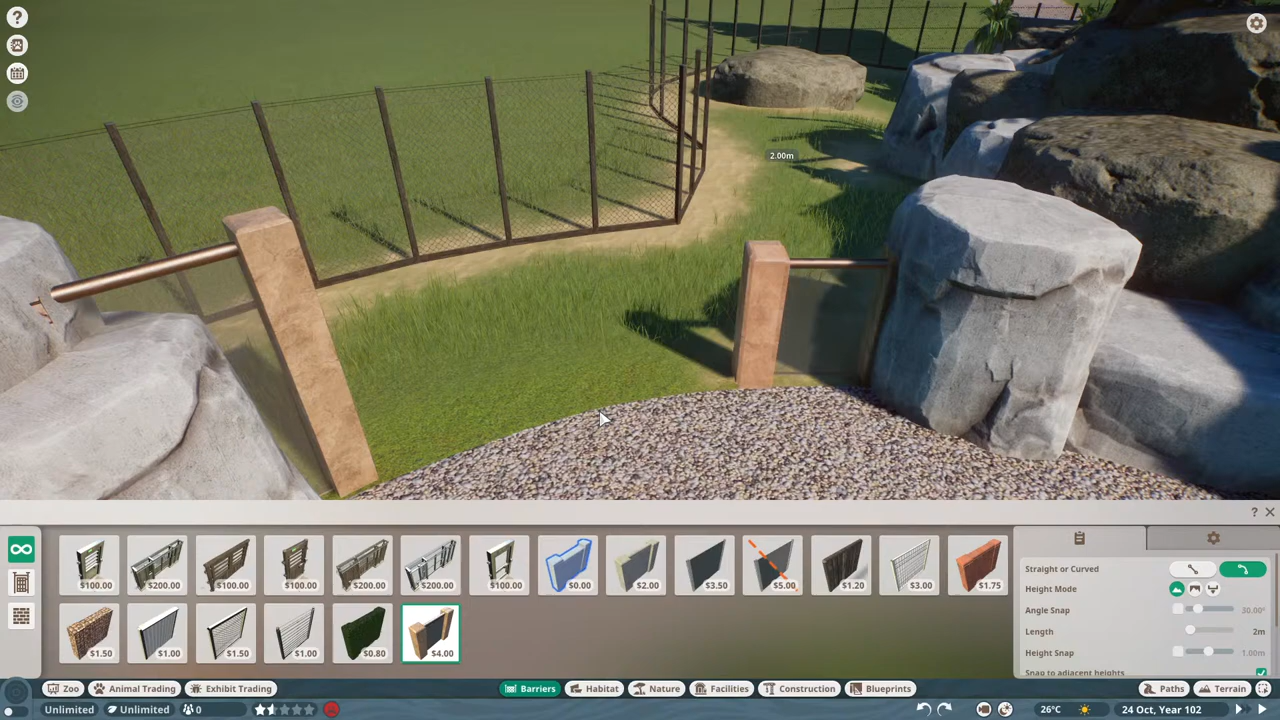 ?
2.00m
? ×
$100.00 $200.00 $100.00 $100.00 $200.00 $200.00 $100.00 $0.00 $2.00 $3.50 $5.00 $1.20 $3.00 $1.75
$1.50 $1.00 $1.50 $1.00 $0.80 $4.00
Straight or Curved
Height Mode
Angle Snap 30.00°
Length 2m
Height Snap 1.00m
Snap to adjacent heights
Zoo Animal Trading Exhibit Trading Barriers Habitat Nature Facilities Construction Blueprints Paths Terrain
Unlimited Unlimited 0 26°C 24 Oct, Year 102